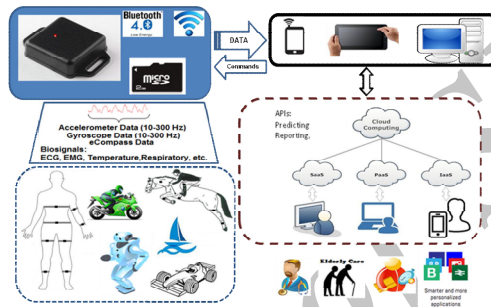 Bluetooth
4.0
Low Energy
micro
2GB
DATA
Commands
Accelerometer Data (10-300 Hz)
Gyroscope Data (10-300 Hz)
eCompass Data
Biosignals:
ECG, EMG, Temperature,Respiratory, etc.
APIs:
Predicting
Reporting.
Cloud
Computing
SaaS
PaaS
IaaS
Elderly Care
B
Smarter and more
personalized
applications